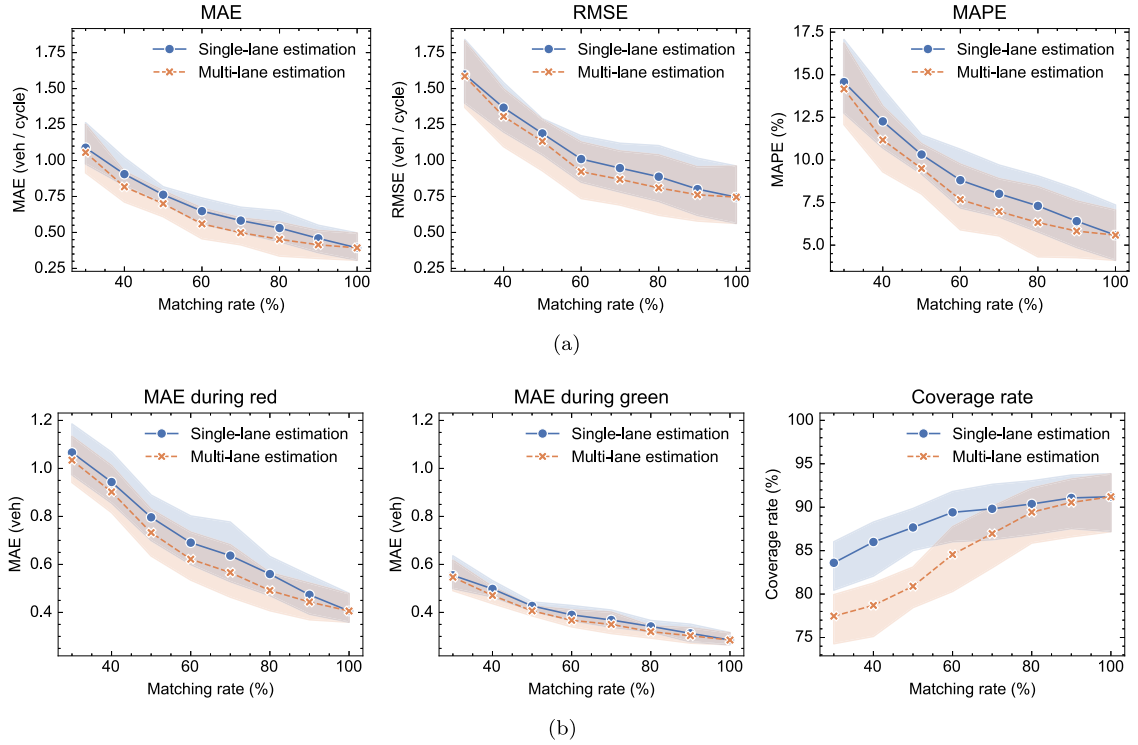 MAE
RMSE
MAPE
MAE (veh / cycle)
1.75
1.50
1.25
1.00
0.75
0.50
0.25
Single-lane estimation
Multi-lane estimation
40 60 80 100
Matching rate (%)
RMSE (veh / cycle)
1.75
1.50
1.25
1.00
0.75
0.50
0.25
Single-lane estimation
Multi-lane estimation
40 60 80 100
Matching rate (%)
MAPE (%)
17.5
15.0
12.5
10.0
7.5
5.0
Single-lane estimation
Multi-lane estimation
40 60 80 100
Matching rate (%)
(a)
MAE during red
MAE during green
Coverage rate
MAE (veh)
1.2
1.0
0.8
0.6
0.4
Single-lane estimation
Multi-lane estimation
40 60 80 100
Matching rate (%)
MAE (veh)
1.2
1.0
0.8
0.6
0.4
Single-lane estimation
Multi-lane estimation
40 60 80 100
Matching rate (%)
Coverage rate (%)
100
95
90
85
80
75
Single-lane estimation
Multi-lane estimation
40 60 80 100
Matching rate (%)
(b)